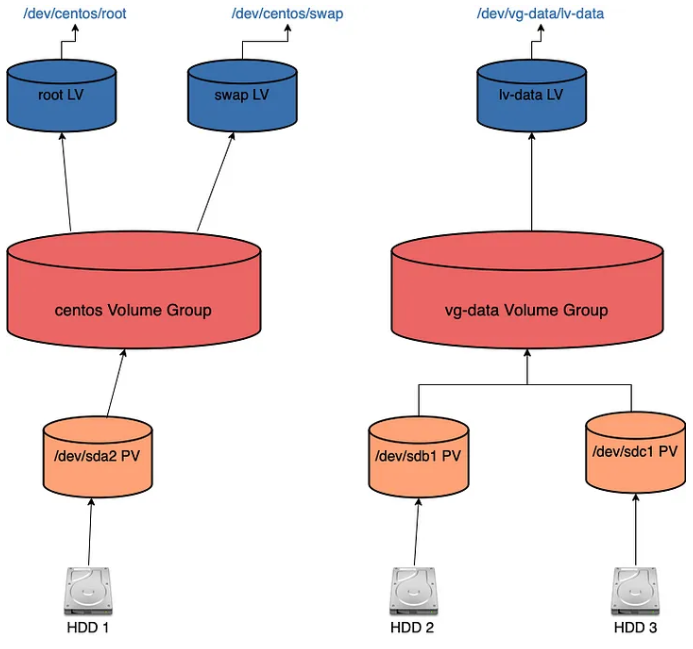 /dev/centos/root
/dev/centos/swap
/dev/vg-data/lv-data
root LV
swap LV
lv-data LV
centos Volume Group
vg-data Volume Group
/dev/sda2 PV
/dev/sdb1 PV
/dev/sdc1 PV
HDD 1
HDD 2
HDD 3